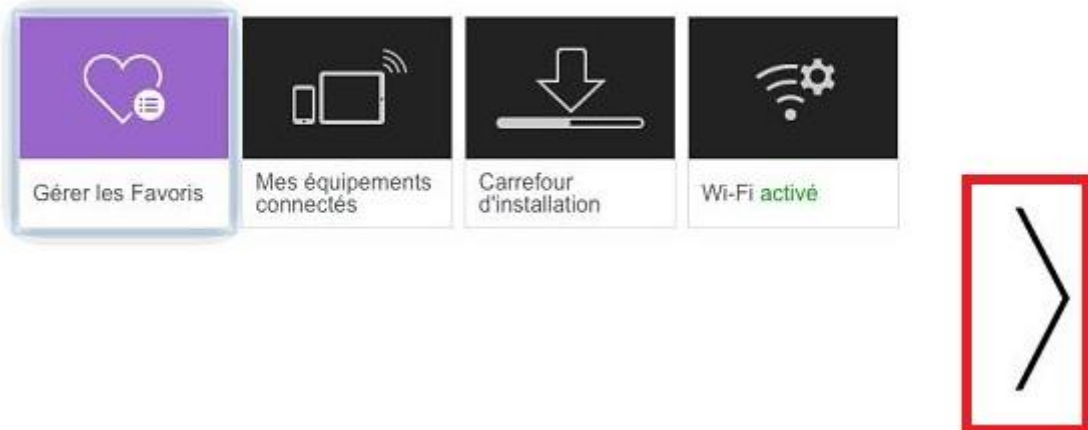 Gérer les Favoris
Mes équipements
connectés
Carrefour
d'installation
Wi-Fi activé